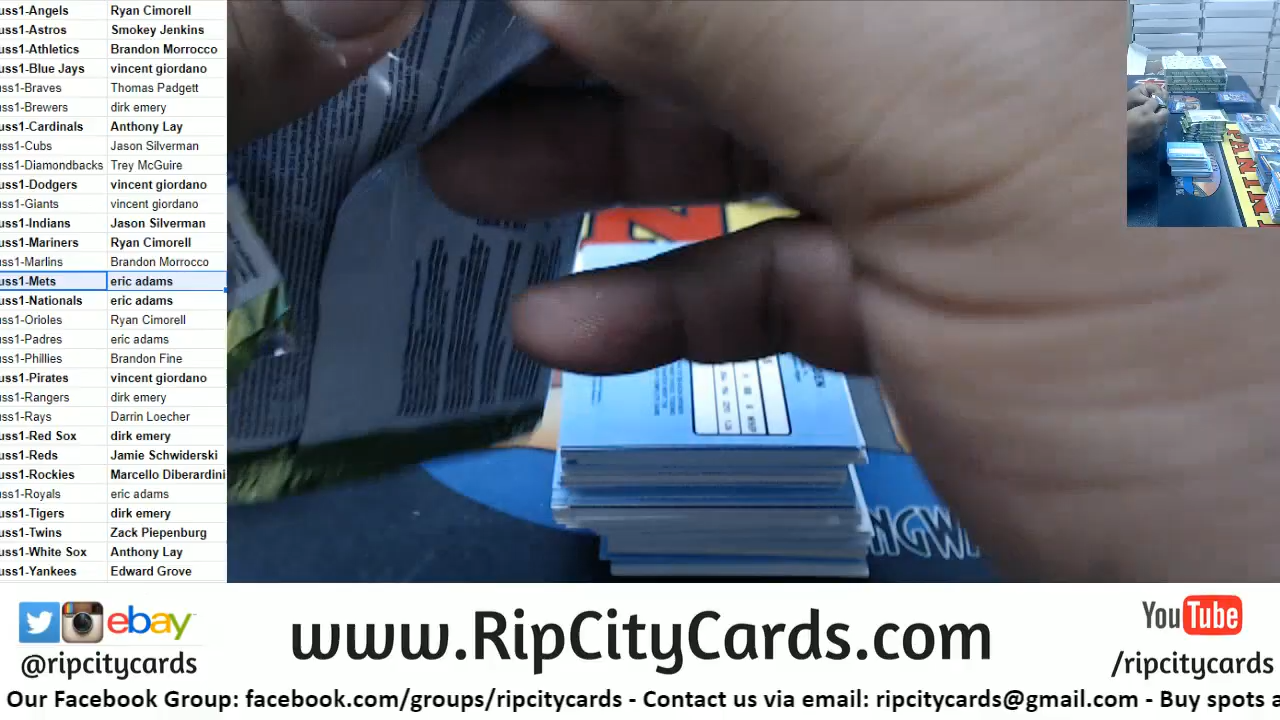 uss1-Angels Ryan Cimorell
uss1-Astros Smokey Jenkins
uss1-Athletics Brandon Morrocco
uss1-Blue Jays vincent giordano
uss1-Braves Thomas Padgett
uss1-Brewers dirk emery
uss1-Cardinals Anthony Lay
uss1-Cubs Jason Silverman
uss1-Diamondbacks Trey McGuire
uss1-Dodgers vincent giordano
uss1-Giants vincent giordano
uss1-Indians Jason Silverman
uss1-Mariners Ryan Cimorell
uss1-Marlins Brandon Morrocco
uss1-Mets eric adams
uss1-Nationals eric adams
uss1-Orioles Ryan Cimorell
uss1-Padres eric adams
uss1-Phillies Brandon Fine
uss1-Pirates vincent giordano
uss1-Rangers dirk emery
uss1-Rays Darrin Loecher
uss1-Red Sox dirk emery
uss1-Reds Jamie Schwiderski
uss1-Rockies Marcello Diberardini
uss1-Royals eric adams
uss1-Tigers dirk emery
uss1-Twins Zack Piepenburg
uss1-White Sox Anthony Lay
uss1-Yankees Edward Grove
PANINI
ebay
@ripcitycards
www.RipCityCards.com
YouTube
/ripcitycards
Our Facebook Group: facebook.com/groups/ripcitycards - Contact us via email: ripcitycards@gmail.com - Buy spots a